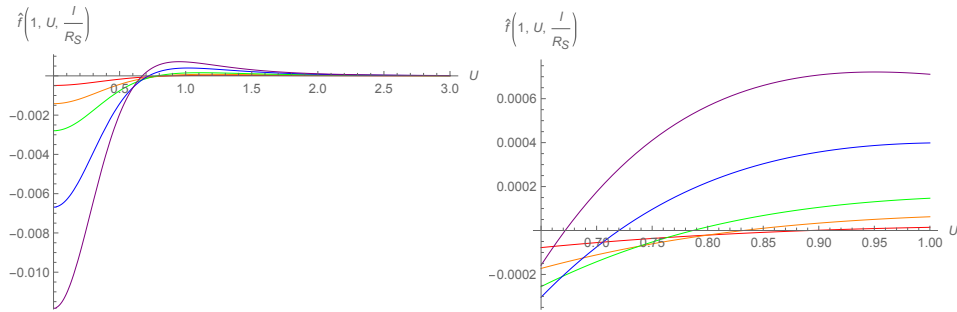 f̂(1, U, l/R_S)
0.5 1.0 1.5 2.0 2.5 3.0 U
-0.002
-0.004
-0.006
-0.008
-0.010
f̂(1, U, l/R_S)
0.0006
0.0004
0.0002
0.70 0.75 0.80 0.85 0.90 0.95 1.00 U
-0.0002